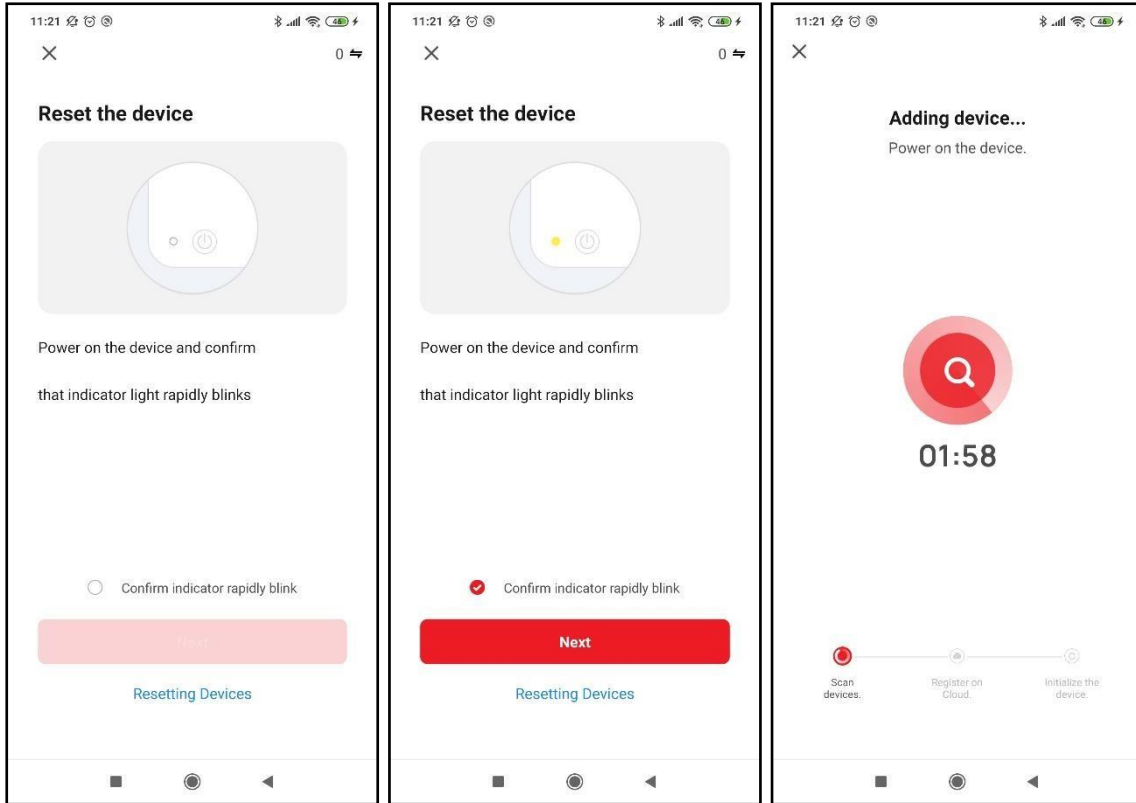 11:21
46
0
Reset the device
Power on the device and confirm
that indicator light rapidly blinks
Confirm indicator rapidly blink
Next
Resetting Devices
11:21
46
0
Reset the device
Power on the device and confirm
that indicator light rapidly blinks
Confirm indicator rapidly blink
Next
Resetting Devices
11:21
46
Adding device...
Power on the device.
01:58
Scan
devices.
Register on
Cloud.
Initialize the
device.